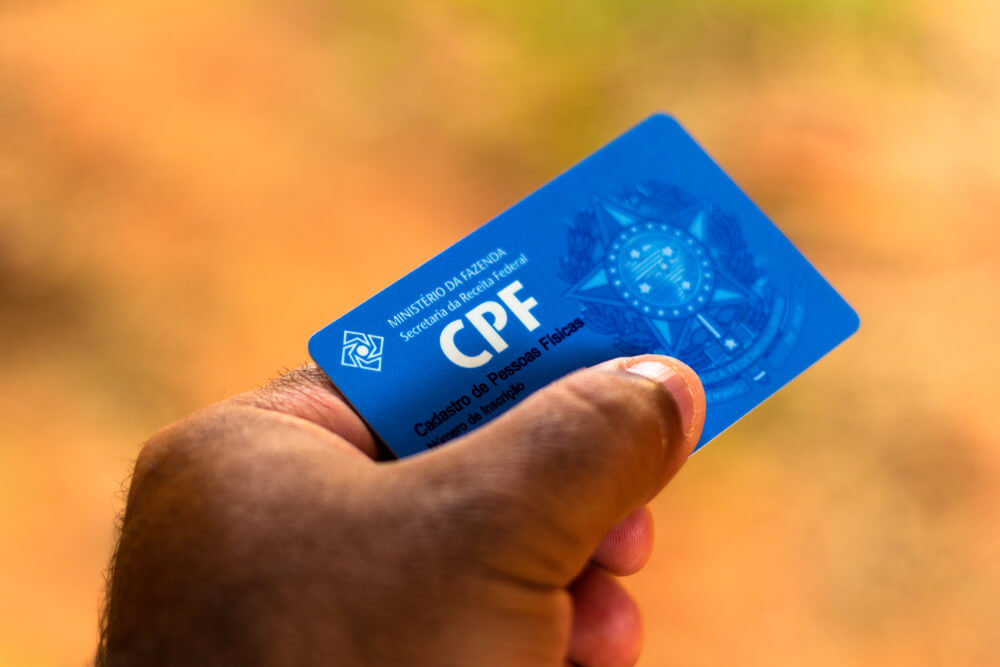 MINISTÉRIO DA FAZENDA
Secretaria da Receita Federal
CPF
Cadastro de Pessoas Físicas
Número de Inscrição